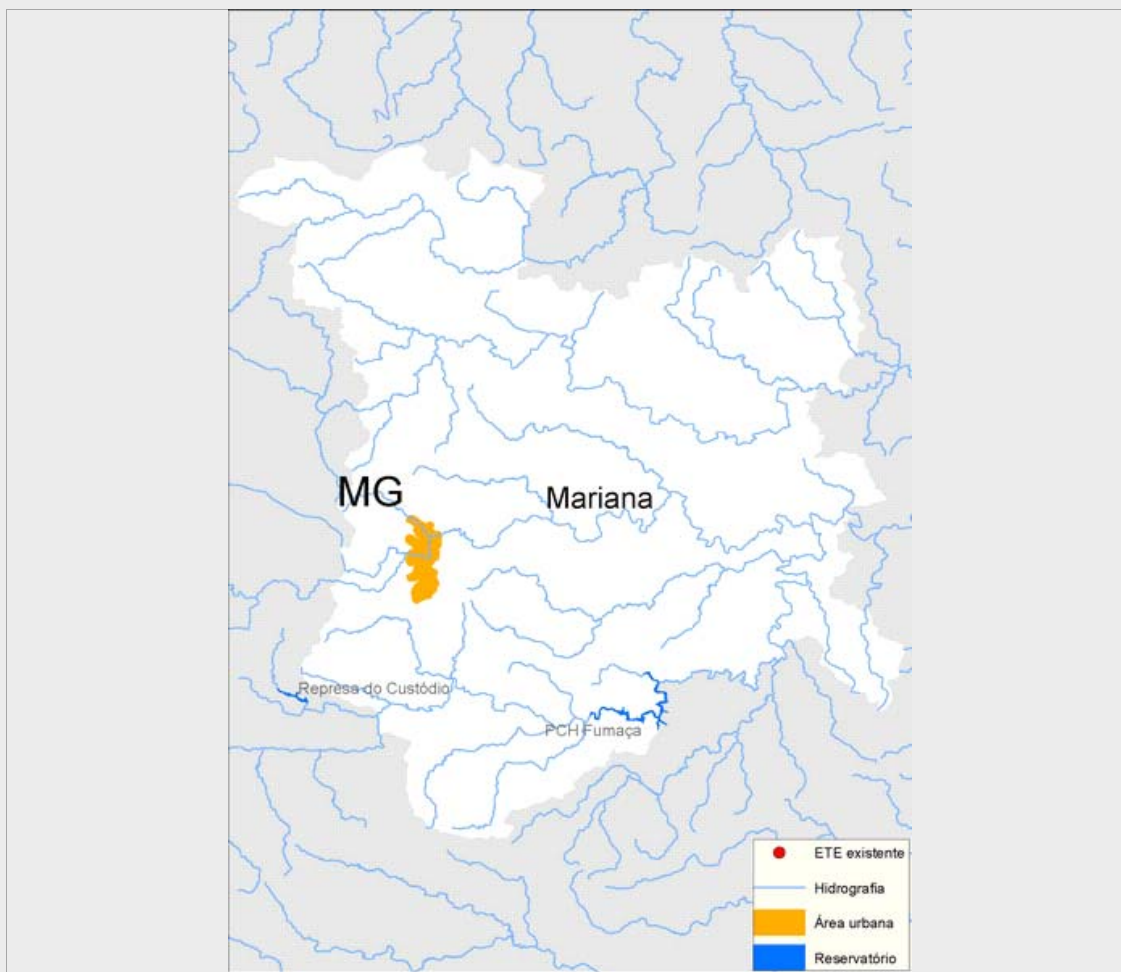 MG
Mariana
Represa do Custódio
PCH Fumaça
ETE existente
Hidrografia
Área urbana
Reservatório